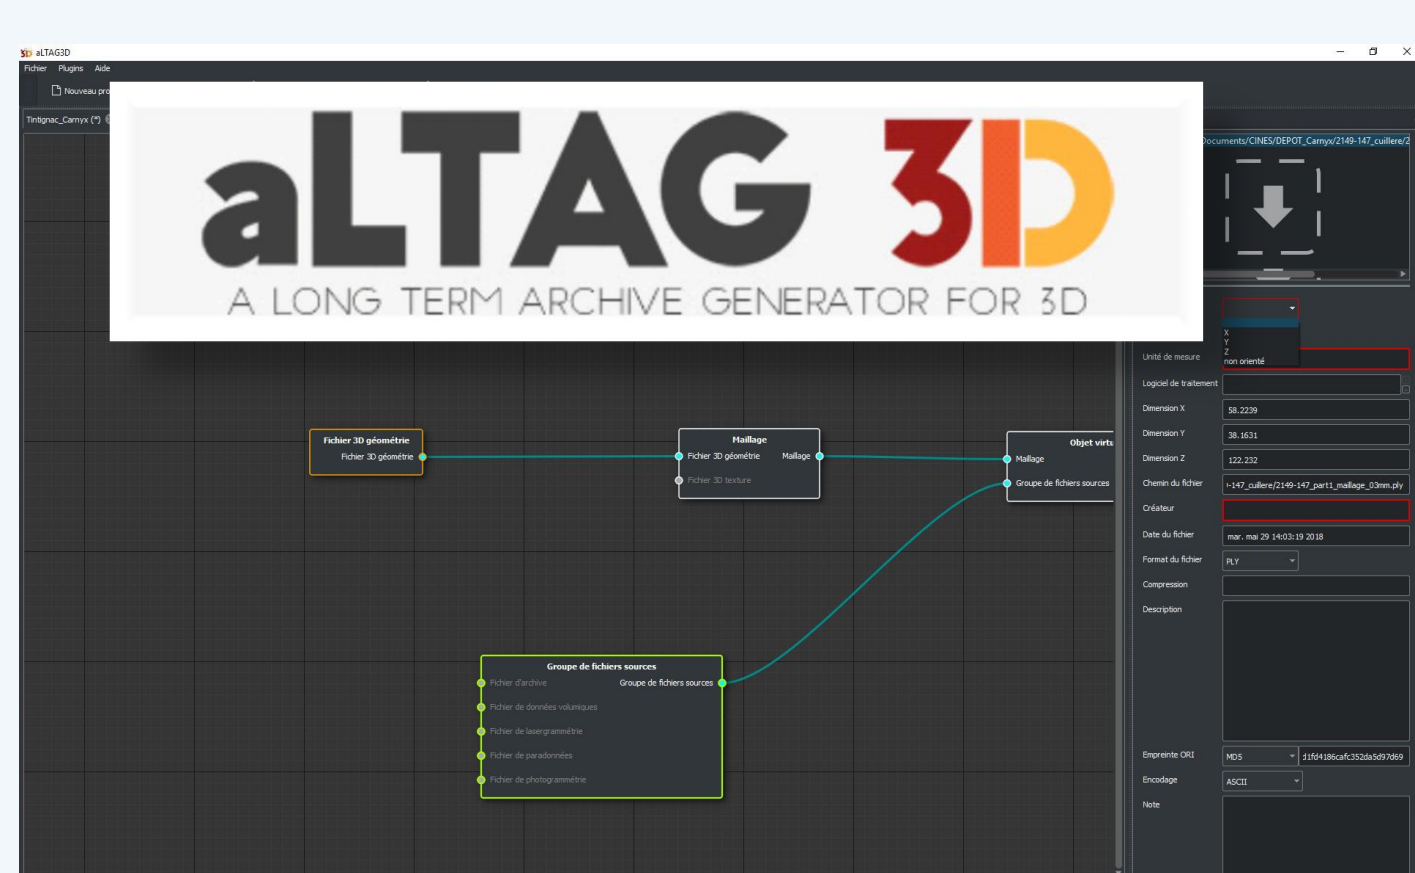 aLTAG3D
Fichier Plugins Aide
Nouveau pro
Tintignac_Carnyx (*)
aLTAG 3D
A LONG TERM ARCHIVE GENERATOR FOR 3D
Documents/CINES/DEPOT_Carnyx/2149-147_cuillere/2
X
Y
Z
non orienté
Unité de mesure
Logiciel de traitement
Dimension X 58.2239
Dimension Y 38.1631
Dimension Z 122.232
Chemin du fichier -147_cuillere/2149-147_part1_maillage_03mm.ply
Créateur
Date du fichier mar. mai 29 14:03:19 2018
Format du fichier PLY
Compression
Description
Empreinte ORI MD5 d1fd4186cafc352da5d97d69
Encodage ASCII
Note
Fichier 3D géométrie
Fichier 3D géométrie
Maillage
Fichier 3D géométrie Maillage
Fichier 3D texture
Objet virtu
Maillage
Groupe de fichiers sources
Groupe de fichiers sources
Fichier d'archive Groupe de fichiers sources
Fichier de données volumiques
Fichier de lasergrammétrie
Fichier de paradonnées
Fichier de photogrammétrie